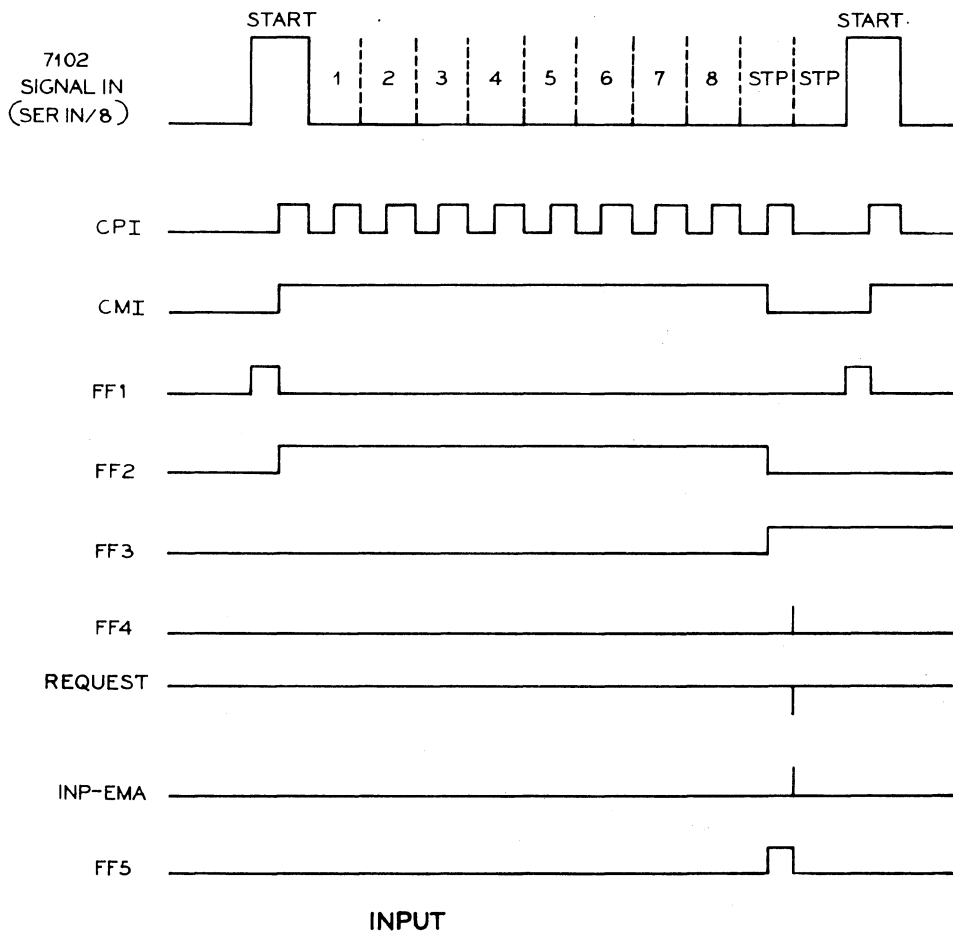 START START
7102
SIGNAL IN
(SER IN/8)
1 2 3 4 5 6 7 8 STP STP
CPI
CMI
FF1
FF2
FF3
FF4
REQUEST
INP-EMA
FF5
INPUT